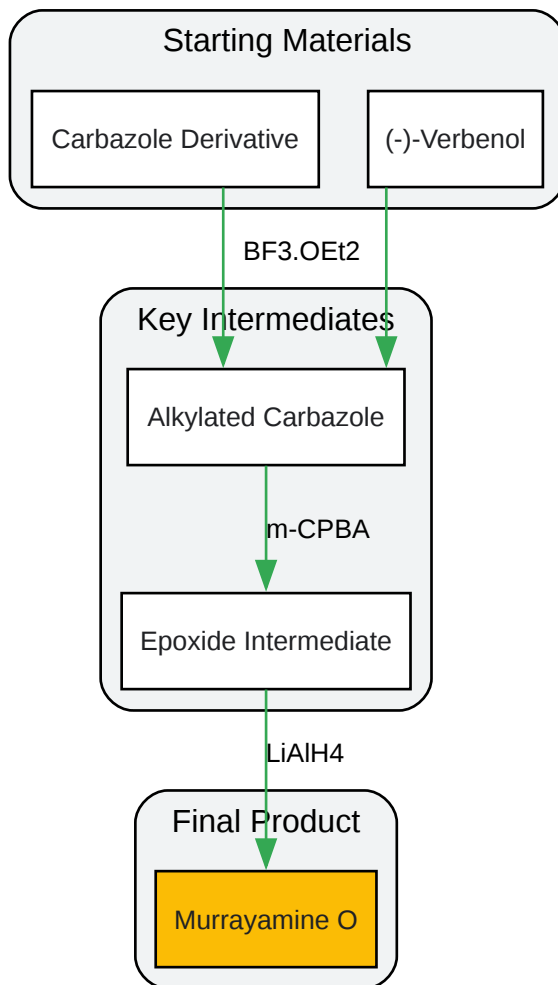 Starting Materials
Carbazole Derivative
(-)-Verbenol
BF3.OEt2
Key Intermediates
Alkylated Carbazole
m-CPBA
Epoxide Intermediate
LiAlH4
Final Product
Murrayamine O